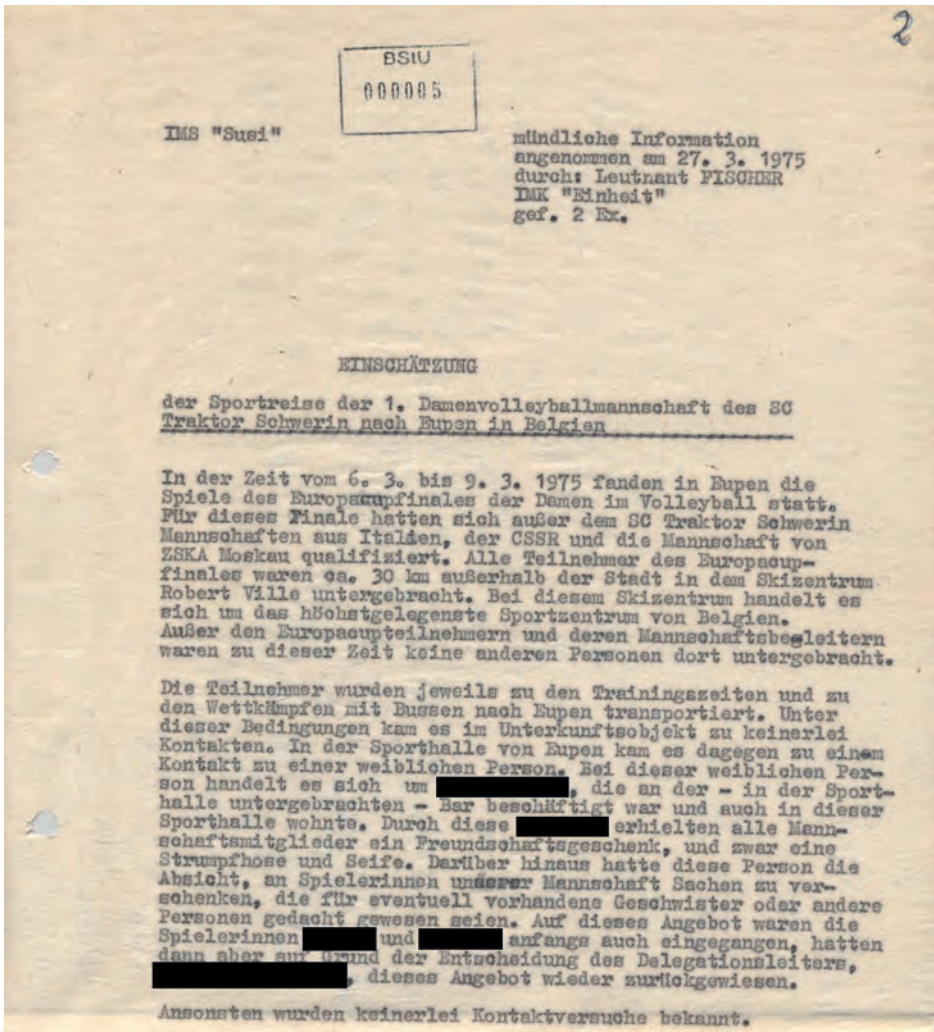 2
BStU
000005
IMS "Susi"
mündliche Information
angenommen am 27. 3. 1975
durch: Leutnant FISCHER
IMK "Einheit"
gef. 2 Ex.
EINSCHÄTZUNG
der Sportreise der 1. Damenvolleyballmannschaft des SC
Traktor Schwerin nach Eupen in Belgien
In der Zeit vom 6. 3. bis 9. 3. 1975 fanden in Eupen die
Spiele des Europacupfinales der Damen im Volleyball statt.
Für dieses Finale hatten sich außer dem SC Traktor Schwerin
Mannschaften aus Italien, der CSSR und die Mannschaft von
ZSKA Moskau qualifiziert. Alle Teilnehmer des Europacup-
finales waren ca. 30 km außerhalb der Stadt in dem Skizentrum
Robert Ville untergebracht. Bei diesem Skizentrum handelt es
sich um das höchstgelegenste Sportzentrum von Belgien.
Außer den Europacupteilnehmern und deren Mannschaftsbegleitern
waren zu dieser Zeit keine anderen Personen dort untergebracht.
Die Teilnehmer wurden jeweils zu den Trainingszeiten und zu
den Wettkämpfen mit Bussen nach Eupen transportiert. Unter
dieser Bedingungen kam es im Unterkunftsobjekt zu keinerlei
Kontakten. In der Sporthalle von Eupen kam es dagegen zu einem
Kontakt zu einer weiblichen Person. Bei dieser weiblichen Per-
son handelt es sich um , die an der - in der Sport-
halle untergebrachten - Bar beschäftigt war und auch in dieser
Sporthalle wohnte. Durch diese erhielten alle Mann-
schaftsmitglieder ein Freundschaftsgeschenk, und zwar eine
Strumpfhose und Seife. Darüber hinaus hatte diese Person die
Absicht, an Spielerinnen unserer Mannschaft Sachen zu ver-
schenken, die für eventuell vorhandene Geschwister oder andere
Personen gedacht gewesen seien. Auf dieses Angebot waren die
Spielerinnen und anfangs auch eingegangen, hatten
dann aber auf Grund der Entscheidung des Delegationsleiters,
, dieses Angebot wieder zurückgewiesen.
Ansonsten wurden keinerlei Kontaktversuche bekannt.